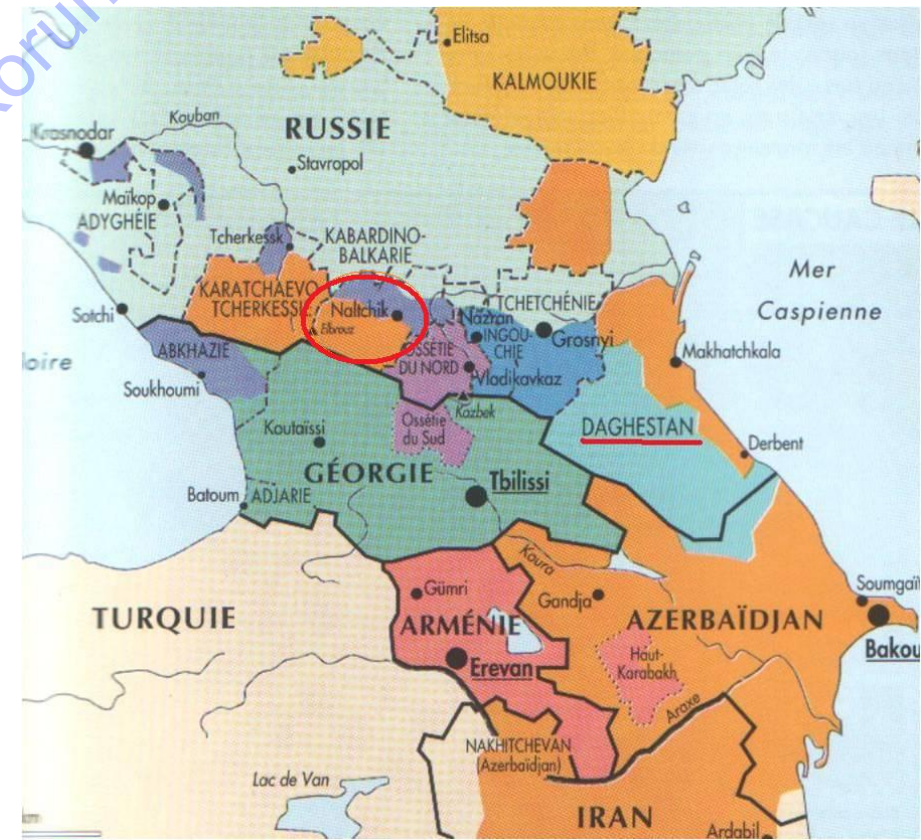 Elitsa
KALMOUKIE
Kouban
RUSSIE
Krasnodar
Stavropol
Maïkop
ADYGHÉIE
Tcherkessk
KABARDINO-
BALKARIE
Mer
Caspienne
KARATCHAEVO
TCHERKESSIE
Naltchik
Elbrouz
TCHETCHÉNIE
Nazran
INGOU-
CHIE
Grosnyi
Sotchi
ABKHAZIE
OSSÉTIE
DU NORD
Vladikavkaz
Makhatchkala
Soukhoumi
Kazbek
Koutaïssi
Ossétie
du Sud
DAGHESTAN
Derbent
GÉORGIE
Tbilissi
Batoum
ADJARIE
Koura
Gümri
Gandja
Soumgaït
TURQUIE
ARMÉNIE
AZERBAÏDJAN
Bakou
Erevan
Haut-
Karabakh
Araxe
NAKHITCHEVAN
(Azerbaïdjan)
Lac de Van
IRAN
Ardabil